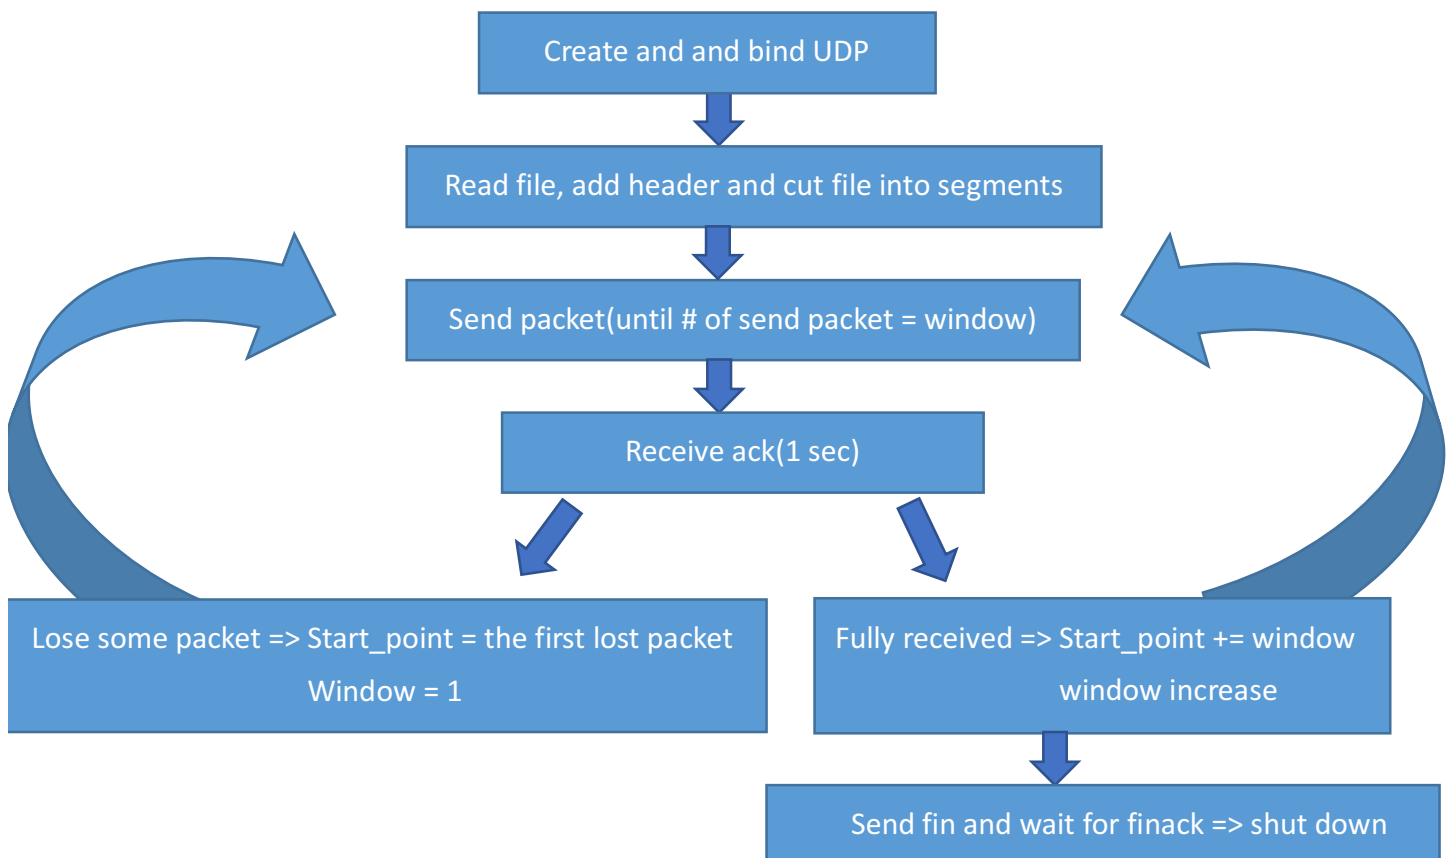 Create and and bind UDP
Read file, add header and cut file into segments
Send packet(until # of send packet = window)
Receive ack(1 sec)
Lose some packet => Start_point = the first lost packet
Window = 1
Fully received => Start_point += window
window increase
Send fin and wait for finack => shut down